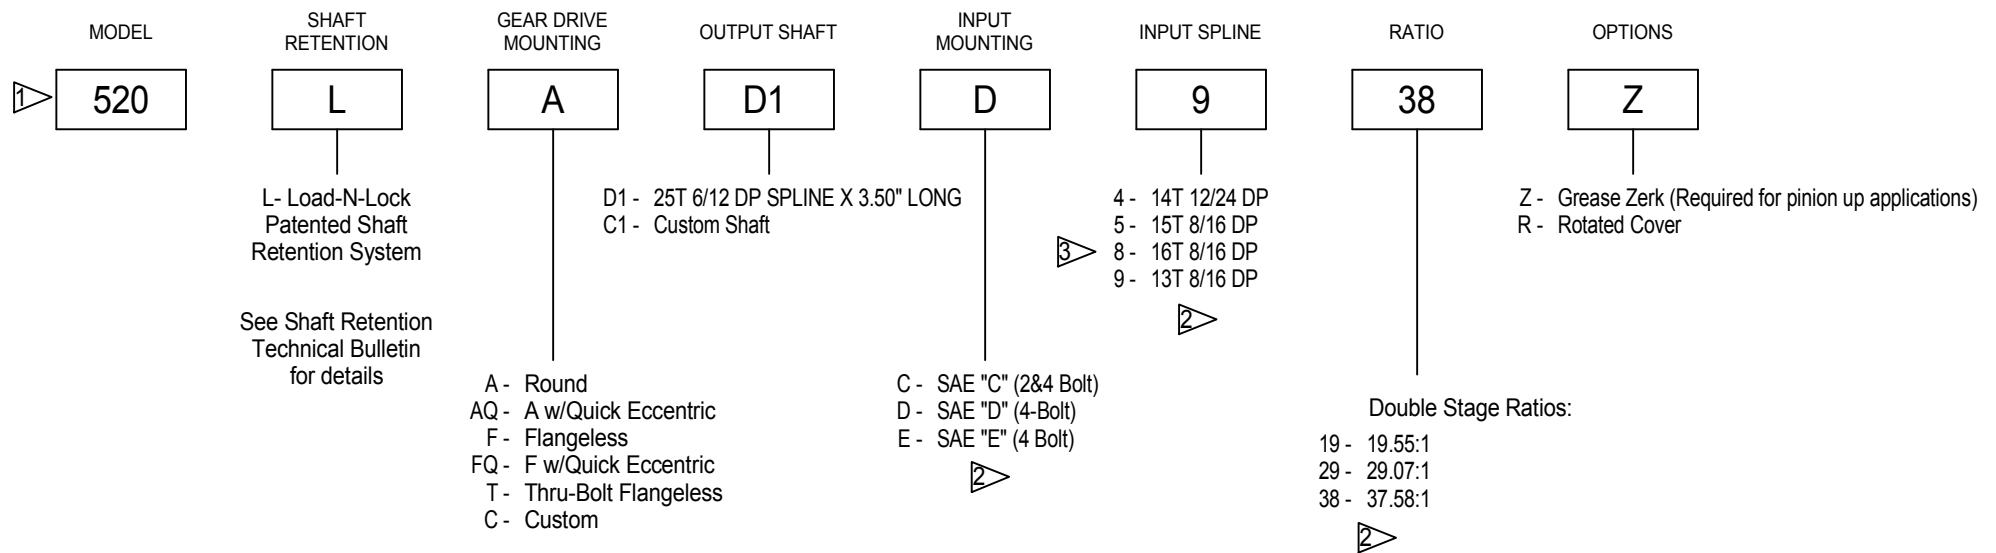 MODEL
SHAFT
RETENTION
GEAR DRIVE
MOUNTING
OUTPUT SHAFT
INPUT
MOUNTING
INPUT SPLINE
RATIO
OPTIONS
1
520
L
A
D1
D
9
38
Z
L- Load-N-Lock
Patented Shaft
Retention System
See Shaft Retention
Technical Bulletin
for details
A - Round
AQ - A w/Quick Eccentric
F - Flangeless
FQ - F w/Quick Eccentric
T - Thru-Bolt Flangeless
C - Custom
D1 - 25T 6/12 DP SPLINE X 3.50" LONG
C1 - Custom Shaft
C - SAE "C" (2&4 Bolt)
D - SAE "D" (4-Bolt)
E - SAE "E" (4 Bolt)
2
4 - 14T 12/24 DP
5 - 15T 8/16 DP
3 8 - 16T 8/16 DP
9 - 13T 8/16 DP
2
Double Stage Ratios:
19 - 19.55:1
29 - 29.07:1
38 - 37.58:1
2
Z - Grease Zerk (Required for pinion up applications)
R - Rotated Cover